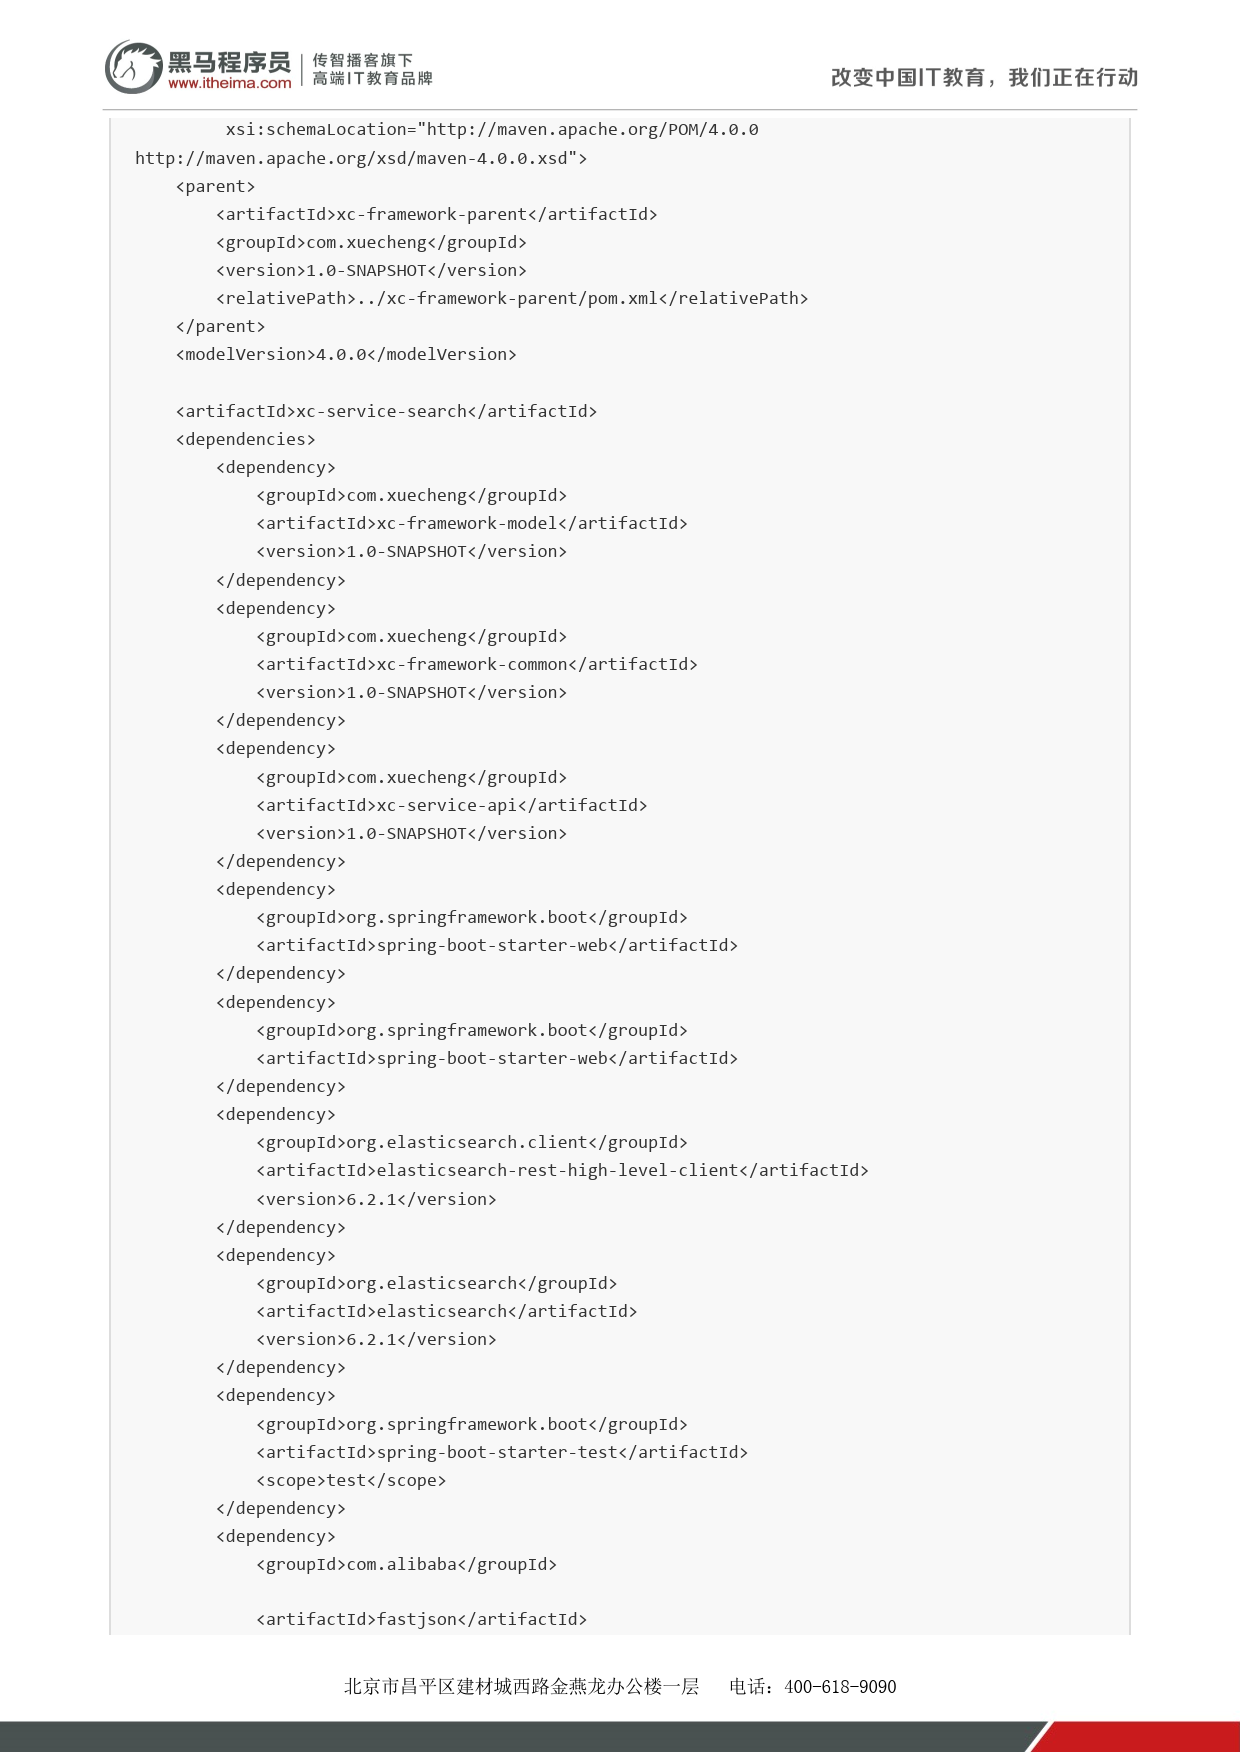 黑马程序员
www.itheima.com
传智播客旗下
高端IT教育品牌
改变中国IT教育，我们正在行动
xsi:schemaLocation="http://maven.apache.org/POM/4.0.0
http://maven.apache.org/xsd/maven-4.0.0.xsd">
<parent>
<artifactId>xc-framework-parent</artifactId>
<groupId>com.xuecheng</groupId>
<version>1.0-SNAPSHOT</version>
<relativePath>../xc-framework-parent/pom.xml</relativePath>
</parent>
<modelVersion>4.0.0</modelVersion>
<artifactId>xc-service-search</artifactId>
<dependencies>
<dependency>
<groupId>com.xuecheng</groupId>
<artifactId>xc-framework-model</artifactId>
<version>1.0-SNAPSHOT</version>
</dependency>
<dependency>
<groupId>com.xuecheng</groupId>
<artifactId>xc-framework-common</artifactId>
<version>1.0-SNAPSHOT</version>
</dependency>
<dependency>
<groupId>com.xuecheng</groupId>
<artifactId>xc-service-api</artifactId>
<version>1.0-SNAPSHOT</version>
</dependency>
<dependency>
<groupId>org.springframework.boot</groupId>
<artifactId>spring-boot-starter-web</artifactId>
</dependency>
<dependency>
<groupId>org.springframework.boot</groupId>
<artifactId>spring-boot-starter-web</artifactId>
</dependency>
<dependency>
<groupId>org.elasticsearch.client</groupId>
<artifactId>elasticsearch-rest-high-level-client</artifactId>
<version>6.2.1</version>
</dependency>
<dependency>
<groupId>org.elasticsearch</groupId>
<artifactId>elasticsearch</artifactId>
<version>6.2.1</version>
</dependency>
<dependency>
<groupId>org.springframework.boot</groupId>
<artifactId>spring-boot-starter-test</artifactId>
<scope>test</scope>
</dependency>
<dependency>
<groupId>com.alibaba</groupId>
<artifactId>fastjson</artifactId>
北京市昌平区建材城西路金燕龙办公楼一层 电话：400-618-9090